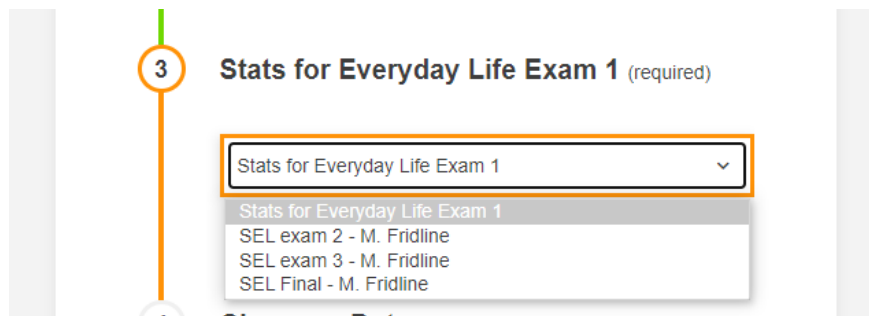 3
Stats for Everyday Life Exam 1 (required)
Stats for Everyday Life Exam 1
Stats for Everyday Life Exam 1
SEL exam 2 - M. Fridline
SEL exam 3 - M. Fridline
SEL Final - M. Fridline